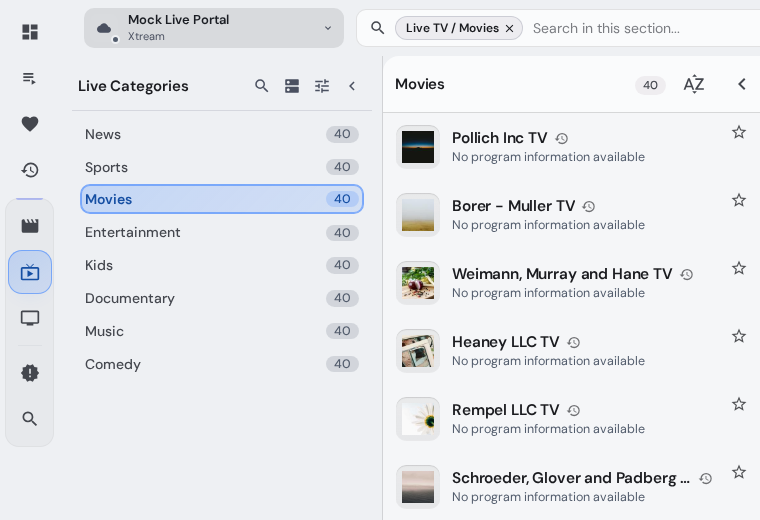 Mock Live Portal
Xtream
Live TV / Movies
Search in this section...
Live Categories
News 40
Sports 40
Movies 40
Entertainment 40
Kids 40
Documentary 40
Music 40
Comedy 40
Movies 40 AZ
Pollich Inc TV
No program information available
Borer - Muller TV
No program information available
Weimann, Murray and Hane TV
No program information available
Heaney LLC TV
No program information available
Rempel LLC TV
No program information available
Schroeder, Glover and Padberg ...
No program information available